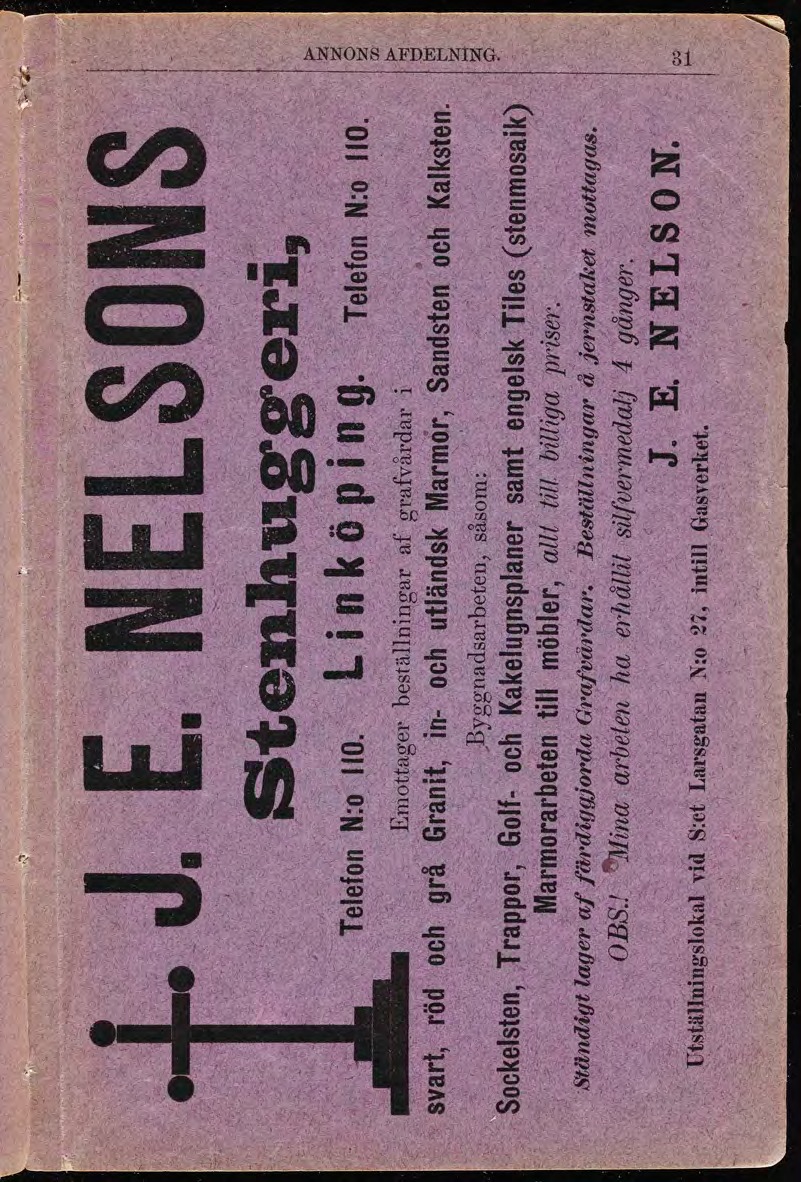 ANNONS AFDELNING. 31
J. E. NELSONS
Stenhuggeri,
Telefon N:o 110. Linköping. Telefon N:o 110.
Emottager beställningar af grafvårdar i
svart, röd och grå Granit, in- och utländsk Marmor, Sandsten och Kalksten.
Byggnadsarbeten, såsom:
Sockelsten, Trappor, Golf- och Kakelugnsplaner samt engelsk Tiles (stenmosaik)
Marmorarbeten till möbler, allt till billiga priser.
Ständigt lager af färdiggjorda Grafvårdar. Beställningar å jernstaket mottagas.
OBS.! Mina arbeten ha erhållit silfvermedalj 4 gånger.
J. E. NELSON.
Utställningslokal vid S:et Larsgatan N:o 27, intill Gasverket.